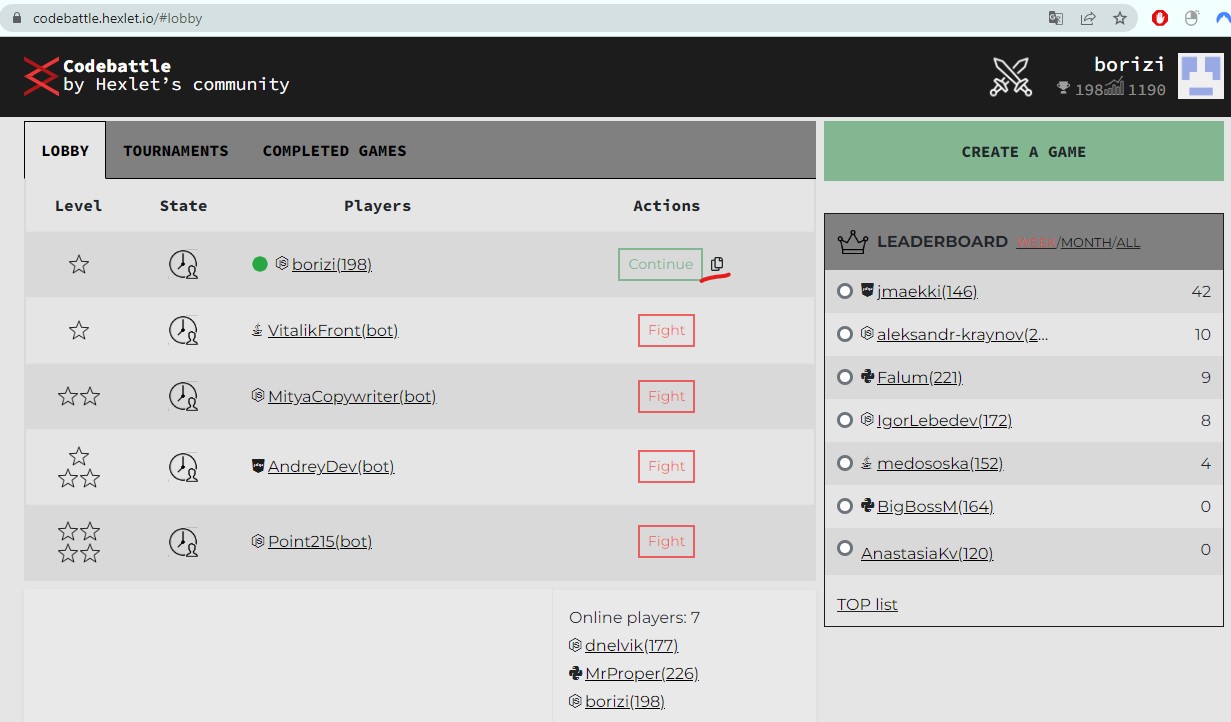 codebattle.hexlet.io/#lobby
Codebattle
by Hexlet's community
borizi
198 1190
LOBBY TOURNAMENTS COMPLETED GAMES
CREATE A GAME
Level State Players Actions
borizi(198) Continue
VitalikFront(bot) Fight
MityaCopywriter(bot) Fight
AndreyDev(bot) Fight
Point215(bot) Fight
LEADERBOARD WEEK/MONTH/ALL
jmaekki(146) 42
aleksandr-kraynov(2... 10
Falum(221) 9
IgorLebedev(172) 8
medososka(152) 4
BigBossM(164) 0
AnastasiaKv(120) 0
TOP list
Online players: 7
dnelvik(177)
MrProper(226)
borizi(198)